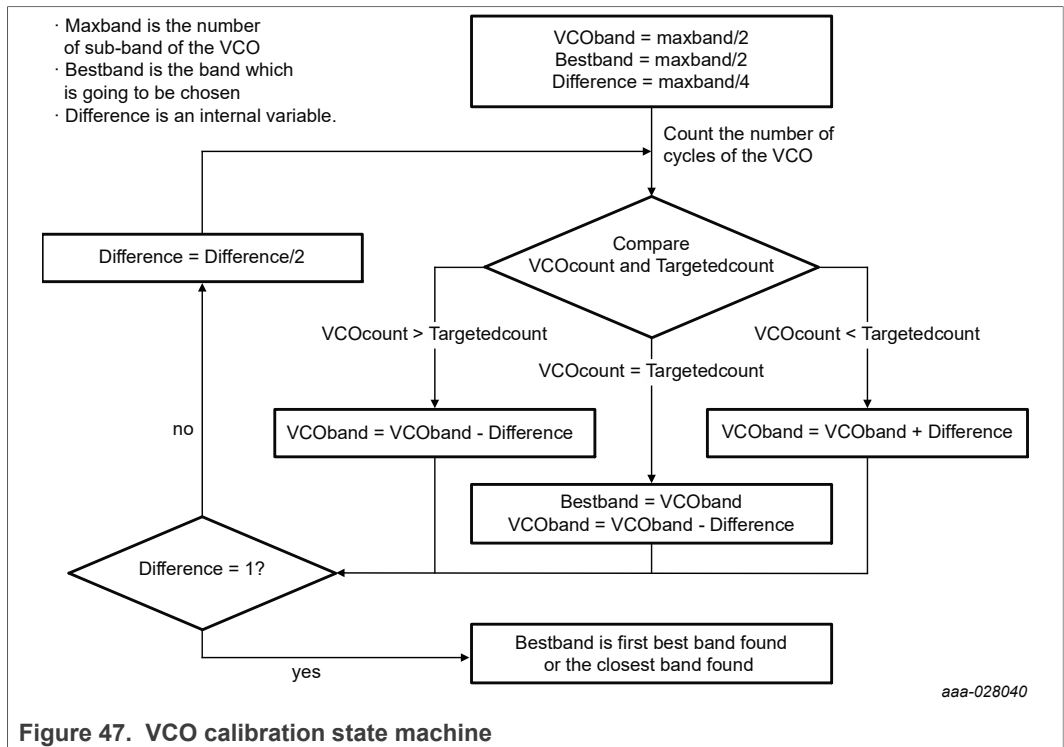 · Maxband is the number
of sub-band of the VCO
· Bestband is the band which
is going to be chosen
· Difference is an internal variable.
VCOband = maxband/2
Bestband = maxband/2
Difference = maxband/4
Count the number of
cycles of the VCO
Difference = Difference/2
Compare
VCOcount and Targetedcount
VCOcount > Targetedcount
VCOcount < Targetedcount
VCOcount = Targetedcount
no
VCOband = VCOband - Difference
VCOband = VCOband + Difference
Bestband = VCOband
VCOband = VCOband - Difference
Difference = 1?
yes
Bestband is first best band found
or the closest band found
aaa-028040
Figure 47. VCO calibration state machine